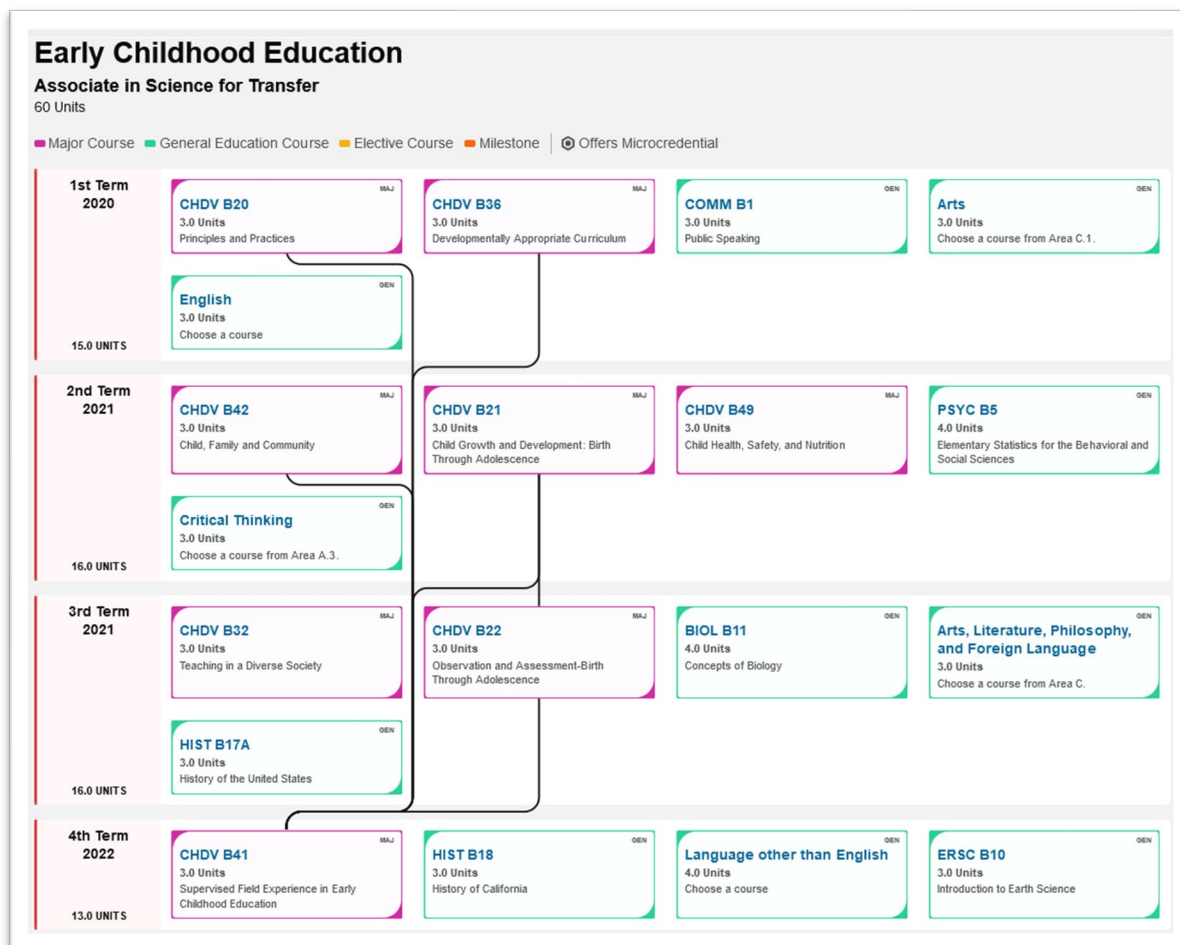 Early Childhood Education
Associate in Science for Transfer
60 Units
Major Course General Education Course Elective Course Milestone Offers Microcredential
1st Term
2020
15.0 UNITS
MAJ
CHDV B20
3.0 Units
Principles and Practices
MAJ
CHDV B36
3.0 Units
Developmentally Appropriate Curriculum
GEN
COMM B1
3.0 Units
Public Speaking
GEN
Arts
3.0 Units
Choose a course from Area C.1.
GEN
English
3.0 Units
Choose a course
2nd Term
2021
16.0 UNITS
MAJ
CHDV B42
3.0 Units
Child, Family and Community
MAJ
CHDV B21
3.0 Units
Child Growth and Development: Birth
Through Adolescence
MAJ
CHDV B49
3.0 Units
Child Health, Safety, and Nutrition
GEN
PSYC B5
4.0 Units
Elementary Statistics for the Behavioral and
Social Sciences
GEN
Critical Thinking
3.0 Units
Choose a course from Area A.3.
3rd Term
2021
16.0 UNITS
MAJ
CHDV B32
3.0 Units
Teaching in a Diverse Society
MAJ
CHDV B22
3.0 Units
Observation and Assessment-Birth
Through Adolescence
GEN
BIOL B11
4.0 Units
Concepts of Biology
GEN
Arts, Literature, Philosophy,
and Foreign Language
3.0 Units
Choose a course from Area C.
GEN
HIST B17A
3.0 Units
History of the United States
4th Term
2022
13.0 UNITS
MAJ
CHDV B41
3.0 Units
Supervised Field Experience in Early
Childhood Education
GEN
HIST B18
3.0 Units
History of California
GEN
Language other than English
4.0 Units
Choose a course
GEN
ERSC B10
3.0 Units
Introduction to Earth Science